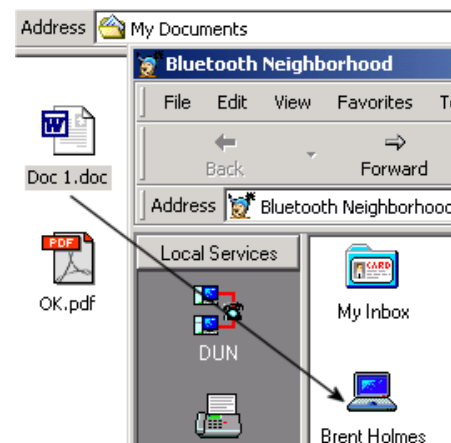 Address My Documents
Bluetooth Neighborhood
File Edit View Favorites
Back Forward
Address Bluetooth Neighborhood
W
Doc 1.doc
PDF
OK.pdf
Local Services
DUN
CARD
My Inbox
Brent Holmes